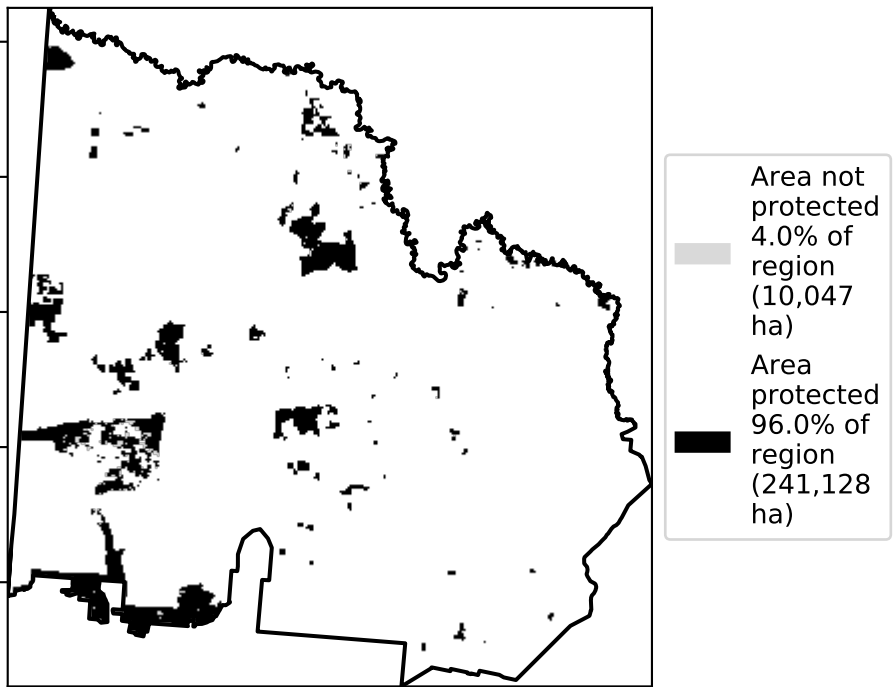 Area not
protected
4.0% of
region
(10,047
ha)
Area
protected
96.0% of
region
(241,128
ha)